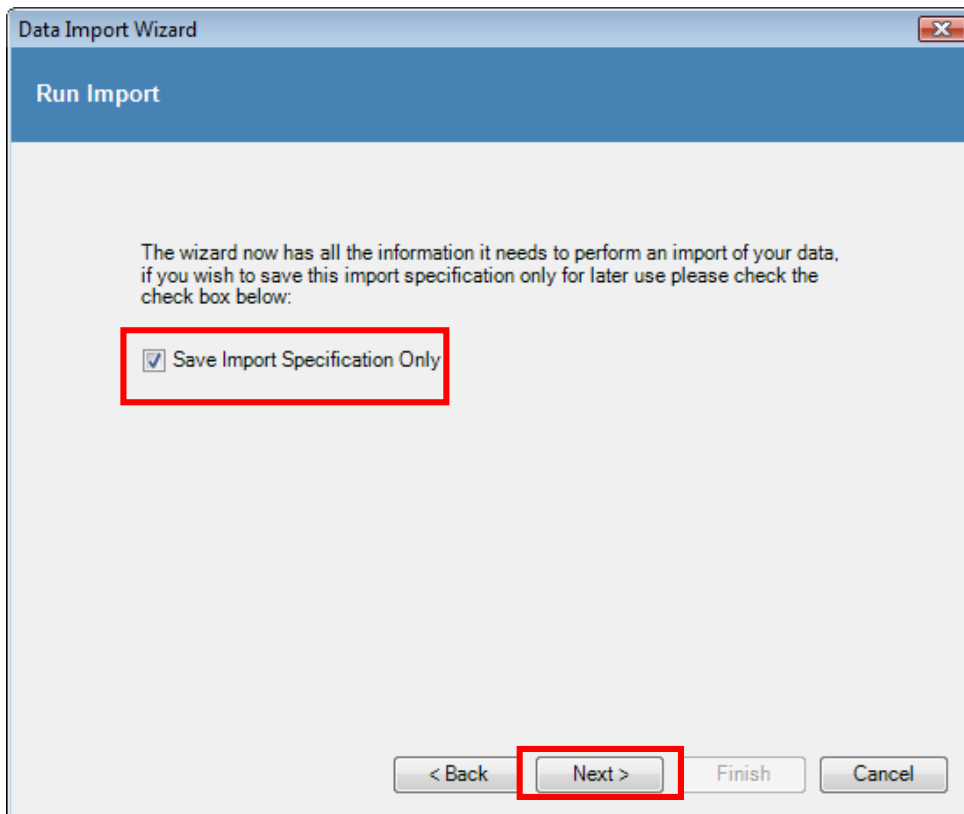 Data Import Wizard
Run Import
The wizard now has all the information it needs to perform an import of your data,
if you wish to save this import specification only for later use please check the
check box below:
Save Import Specification Only
< Back Next > Finish Cancel